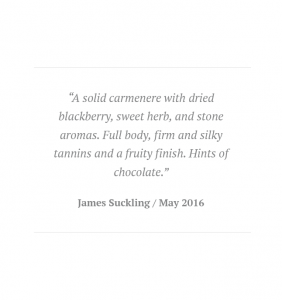 “A solid carmenere with dried
blackberry, sweet herb, and stone
aromas. Full body, firm and silky
tannins and a fruity finish. Hints of
chocolate.”
James Suckling / May 2016